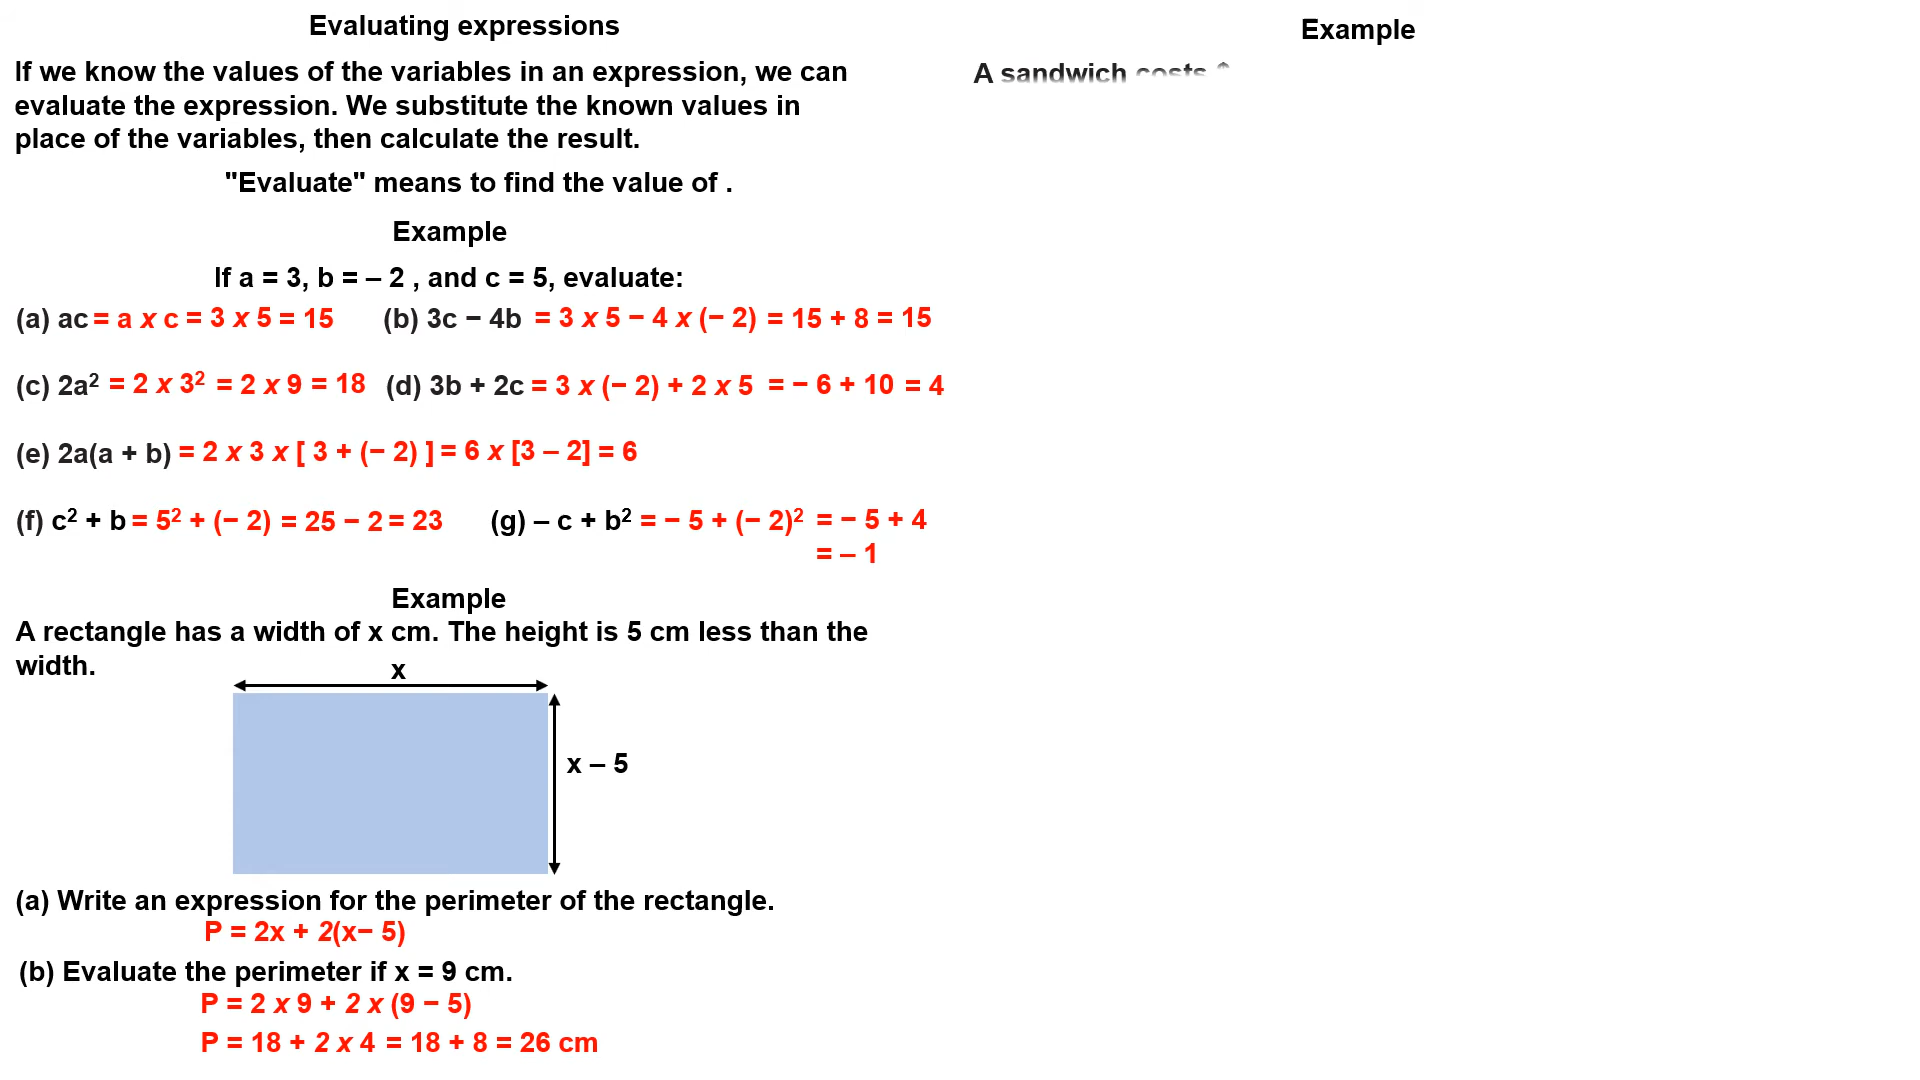 Evaluating expressions
If we know the values of the variables in an expression, we can
evaluate the expression. We substitute the known values in
place of the variables, then calculate the result.
"Evaluate" means to find the value of .
Example
If a = 3, b = – 2 , and c = 5, evaluate:
(a) ac = a x c = 3 x 5 = 15 (b) 3c − 4b = 3 x 5 − 4 x (− 2) = 15 + 8 = 15
(c) 2a² = 2 x 3² = 2 x 9 = 18 (d) 3b + 2c = 3 x (− 2) + 2 x 5 = − 6 + 10 = 4
(e) 2a(a + b) = 2 x 3 x [ 3 + (− 2) ] = 6 x [3 – 2] = 6
(f) c² + b = 5² + (− 2) = 25 − 2 = 23 (g) – c + b² = − 5 + (− 2)² = − 5 + 4
= – 1
Example
A rectangle has a width of x cm. The height is 5 cm less than the
width.
x
x – 5
(a) Write an expression for the perimeter of the rectangle.
P = 2x + 2(x− 5)
(b) Evaluate the perimeter if x = 9 cm.
P = 2 x 9 + 2 x (9 − 5)
P = 18 + 2 x 4 = 18 + 8 = 26 cm
Example
A sandwich costs